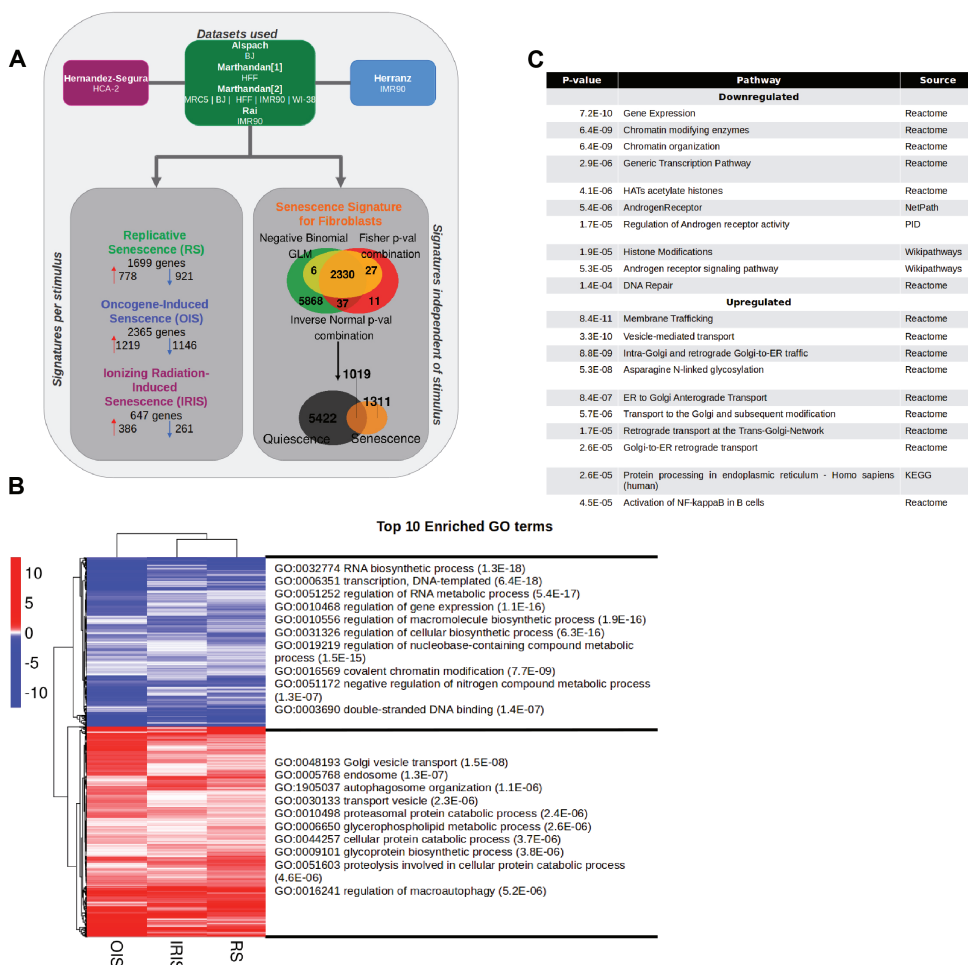 A
Datasets used
Hernandez-Segura
HCA-2
Alspach
BJ
Marthandan[1]
HFF
Marthandan[2]
MRC5 | BJ | HFF | IMR90 | WI-38
Rai
IMR90
Herranz
IMR90
Signatures per stimulus
Replicative
Senescence (RS)
1699 genes
778 921
Oncogene-Induced
Senscence (OIS)
2365 genes
1219 1146
Ionizing Radiation-
Induced
Senescence (IRIS)
647 genes
386 261
Senescence Signature
for Fibroblasts
Negative Binomial
GLM
Fisher p-val
combination
6 2330 27
5868 37 11
Inverse Normal p-val
combination
1019
1311
5422
Quiescence Senescence
Signatures independent of stimulus
C
P-value Pathway Source
Downregulated
7.2E-10 Gene Expression Reactome
6.4E-09 Chromatin modifying enzymes Reactome
6.4E-09 Chromatin organization Reactome
2.9E-06 Generic Transcription Pathway Reactome
4.1E-06 HATs acetylate histones Reactome
5.4E-06 AndrogenReceptor NetPath
1.7E-05 Regulation of Androgen receptor activity PID
1.9E-05 Histone Modifications Wikipathways
5.3E-05 Androgen receptor signaling pathway Wikipathways
1.4E-04 DNA Repair Reactome
Upregulated
8.4E-11 Membrane Trafficking Reactome
3.3E-10 Vesicle-mediated transport Reactome
8.8E-09 Intra-Golgi and retrograde Golgi-to-ER traffic Reactome
5.3E-08 Asparagine N-linked glycosylation Reactome
8.4E-07 ER to Golgi Anterograde Transport Reactome
5.7E-06 Transport to the Golgi and subsequent modification Reactome
1.7E-05 Retrograde transport at the Trans-Golgi-Network Reactome
2.6E-05 Golgi-to-ER retrograde transport Reactome
2.6E-05 Protein processing in endoplasmic reticulum - Homo sapiens KEGG
(human)
4.5E-05 Activation of NF-kappaB in B cells Reactome
B
Top 10 Enriched GO terms
10
5
0
-5
-10
GO:0032774 RNA biosynthetic process (1.3E-18)
GO:0006351 transcription, DNA-templated (6.4E-18)
GO:0051252 regulation of RNA metabolic process (5.4E-17)
GO:0010468 regulation of gene expression (1.1E-16)
GO:0010556 regulation of macromolecule biosynthetic process (1.9E-16)
GO:0031326 regulation of cellular biosynthetic process (6.3E-16)
GO:0019219 regulation of nucleobase-containing compound metabolic
process (1.5E-15)
GO:0016569 covalent chromatin modification (7.7E-09)
GO:0051172 negative regulation of nitrogen compound metabolic process
(1.3E-07)
GO:0003690 double-stranded DNA binding (1.4E-07)
GO:0048193 Golgi vesicle transport (1.5E-08)
GO:0005768 endosome (1.3E-07)
GO:1905037 autophagosome organization (1.1E-06)
GO:0030133 transport vesicle (2.3E-06)
GO:0010498 proteasomal protein catabolic process (2.4E-06)
GO:0006650 glycerophospholipid metabolic process (2.6E-06)
GO:0044257 cellular protein catabolic process (3.7E-06)
GO:0009101 glycoprotein biosynthetic process (3.8E-06)
GO:0051603 proteolysis involved in cellular protein catabolic process
(4.6E-06)
GO:0016241 regulation of macroautophagy (5.2E-06)
OIS
IRIS
RS